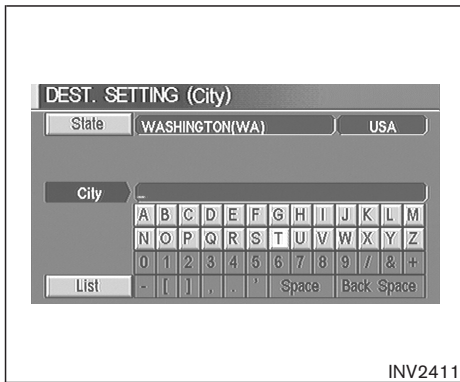 DEST. SETTING (City)
State WASHINGTON(WA) USA
City _
A B C D E F G H I J K L M
N O P Q R S T U V W X Y Z
0 1 2 3 4 5 6 7 8 9 / & +
List - [ ] , . ' Space Back Space
INV2411